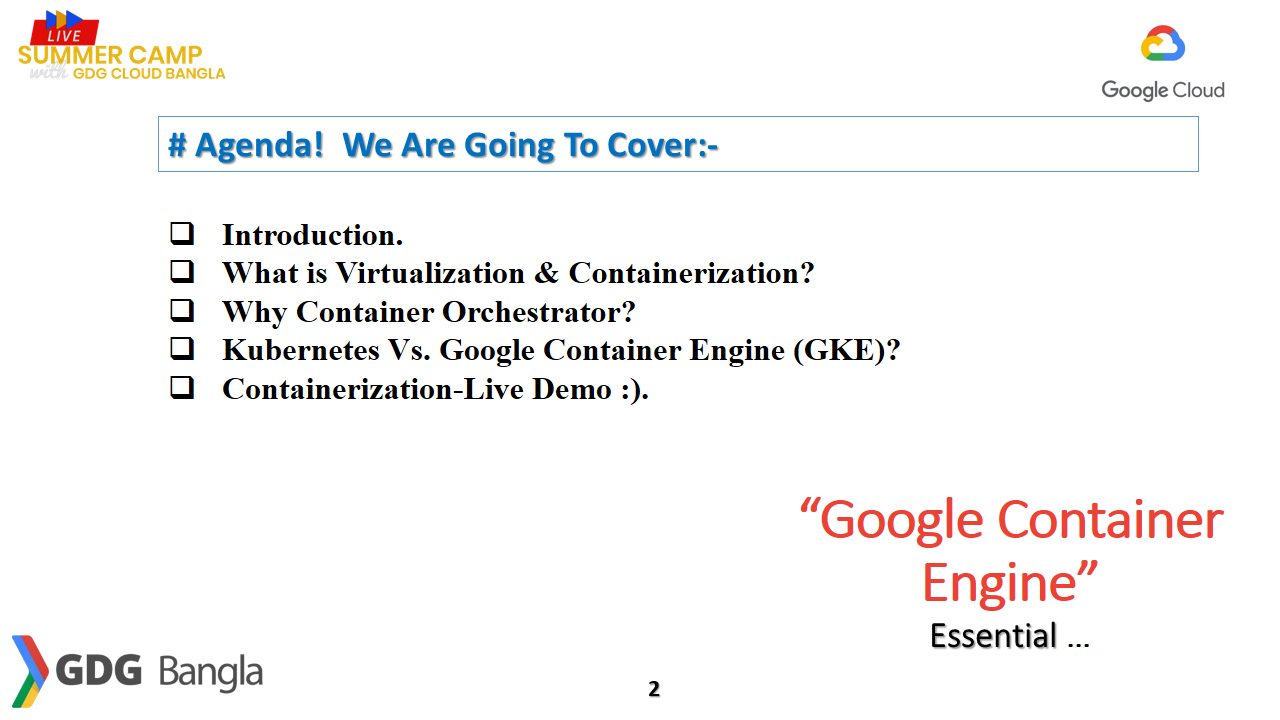 LIVE
SUMMER CAMP
with GDG CLOUD BANGLA
Google Cloud
# Agenda!  We Are Going To Cover:-
❑ Introduction.
❑ What is Virtualization & Containerization?
❑ Why Container Orchestrator?
❑ Kubernetes Vs. Google Container Engine (GKE)?
❑ Containerization-Live Demo :).
“Google Container
Engine”
Essential ...
GDG Bangla
2